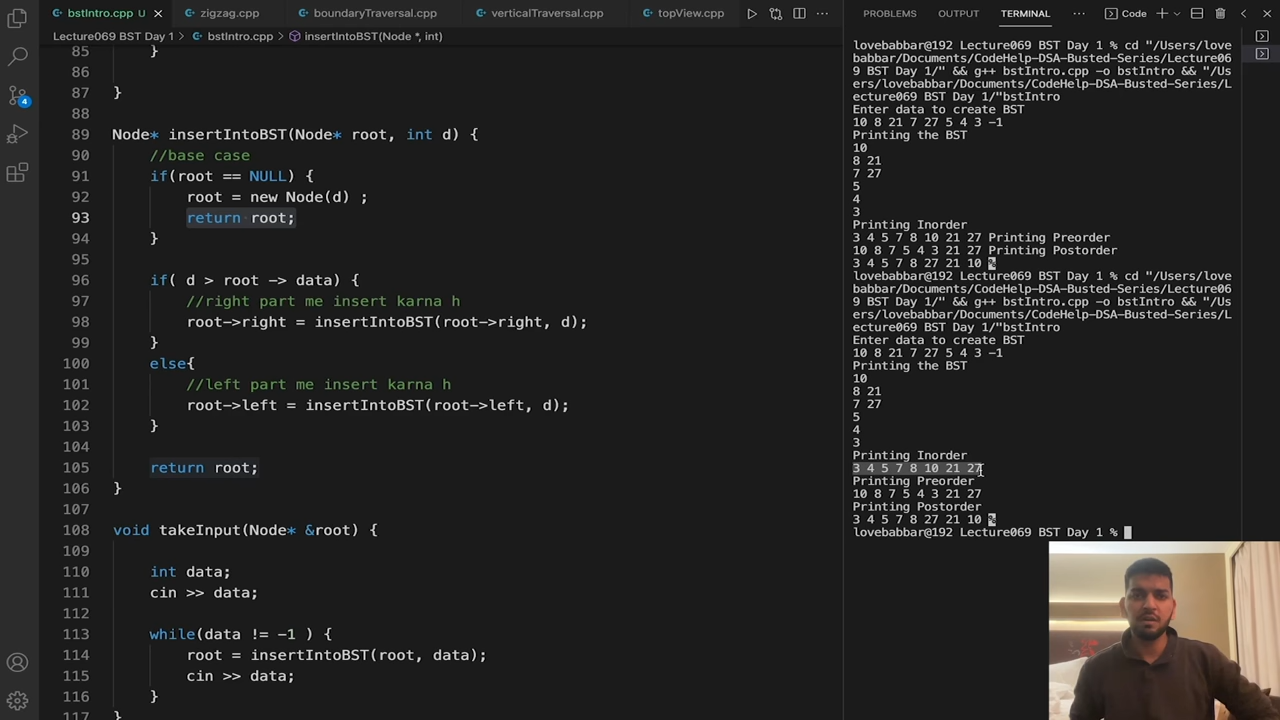 bstIntro.cpp U
zigzag.cpp
boundaryTraversal.cpp
verticalTraversal.cpp
topView.cpp
Lecture069 BST Day 1 > bstIntro.cpp > insertIntoBST(Node *, int)
85 }
86
87 }
88
89 Node* insertIntoBST(Node* root, int d) {
90 //base case
91 if(root == NULL) {
92 root = new Node(d) ;
93 return root;
94 }
95
96 if( d > root -> data) {
97 //right part me insert karna h
98 root->right = insertIntoBST(root->right, d);
99 }
100 else{
101 //left part me insert karna h
102 root->left = insertIntoBST(root->left, d);
103 }
104
105 return root;
106 }
107
108 void takeInput(Node* &root) {
109
110 int data;
111 cin >> data;
112
113 while(data != -1 ) {
114 root = insertIntoBST(root, data);
115 cin >> data;
116 }
117 }
4
PROBLEMS OUTPUT TERMINAL ··· Code
lovebabbar@192 Lecture069 BST Day 1 % cd "/Users/love
babbar/Documents/CodeHelp-DSA-Busted-Series/Lecture06
9 BST Day 1/" && g++ bstIntro.cpp -o bstIntro && "/Us
ers/lovebabbar/Documents/CodeHelp-DSA-Busted-Series/L
ecture069 BST Day 1/"bstIntro
Enter data to create BST
10 8 21 7 27 5 4 3 -1
Printing the BST
10
8 21
7 27
5
4
3
Printing Inorder
3 4 5 7 8 10 21 27 Printing Preorder
10 8 7 5 4 3 21 27 Printing Postorder
3 4 5 7 8 27 21 10 %
lovebabbar@192 Lecture069 BST Day 1 % cd "/Users/love
babbar/Documents/CodeHelp-DSA-Busted-Series/Lecture06
9 BST Day 1/" && g++ bstIntro.cpp -o bstIntro && "/Us
ers/lovebabbar/Documents/CodeHelp-DSA-Busted-Series/L
ecture069 BST Day 1/"bstIntro
Enter data to create BST
10 8 21 7 27 5 4 3 -1
Printing the BST
10
8 21
7 27
5
4
3
Printing Inorder
3 4 5 7 8 10 21 27
Printing Preorder
10 8 7 5 4 3 21 27
Printing Postorder
3 4 5 7 8 27 21 10 %
lovebabbar@192 Lecture069 BST Day 1 %